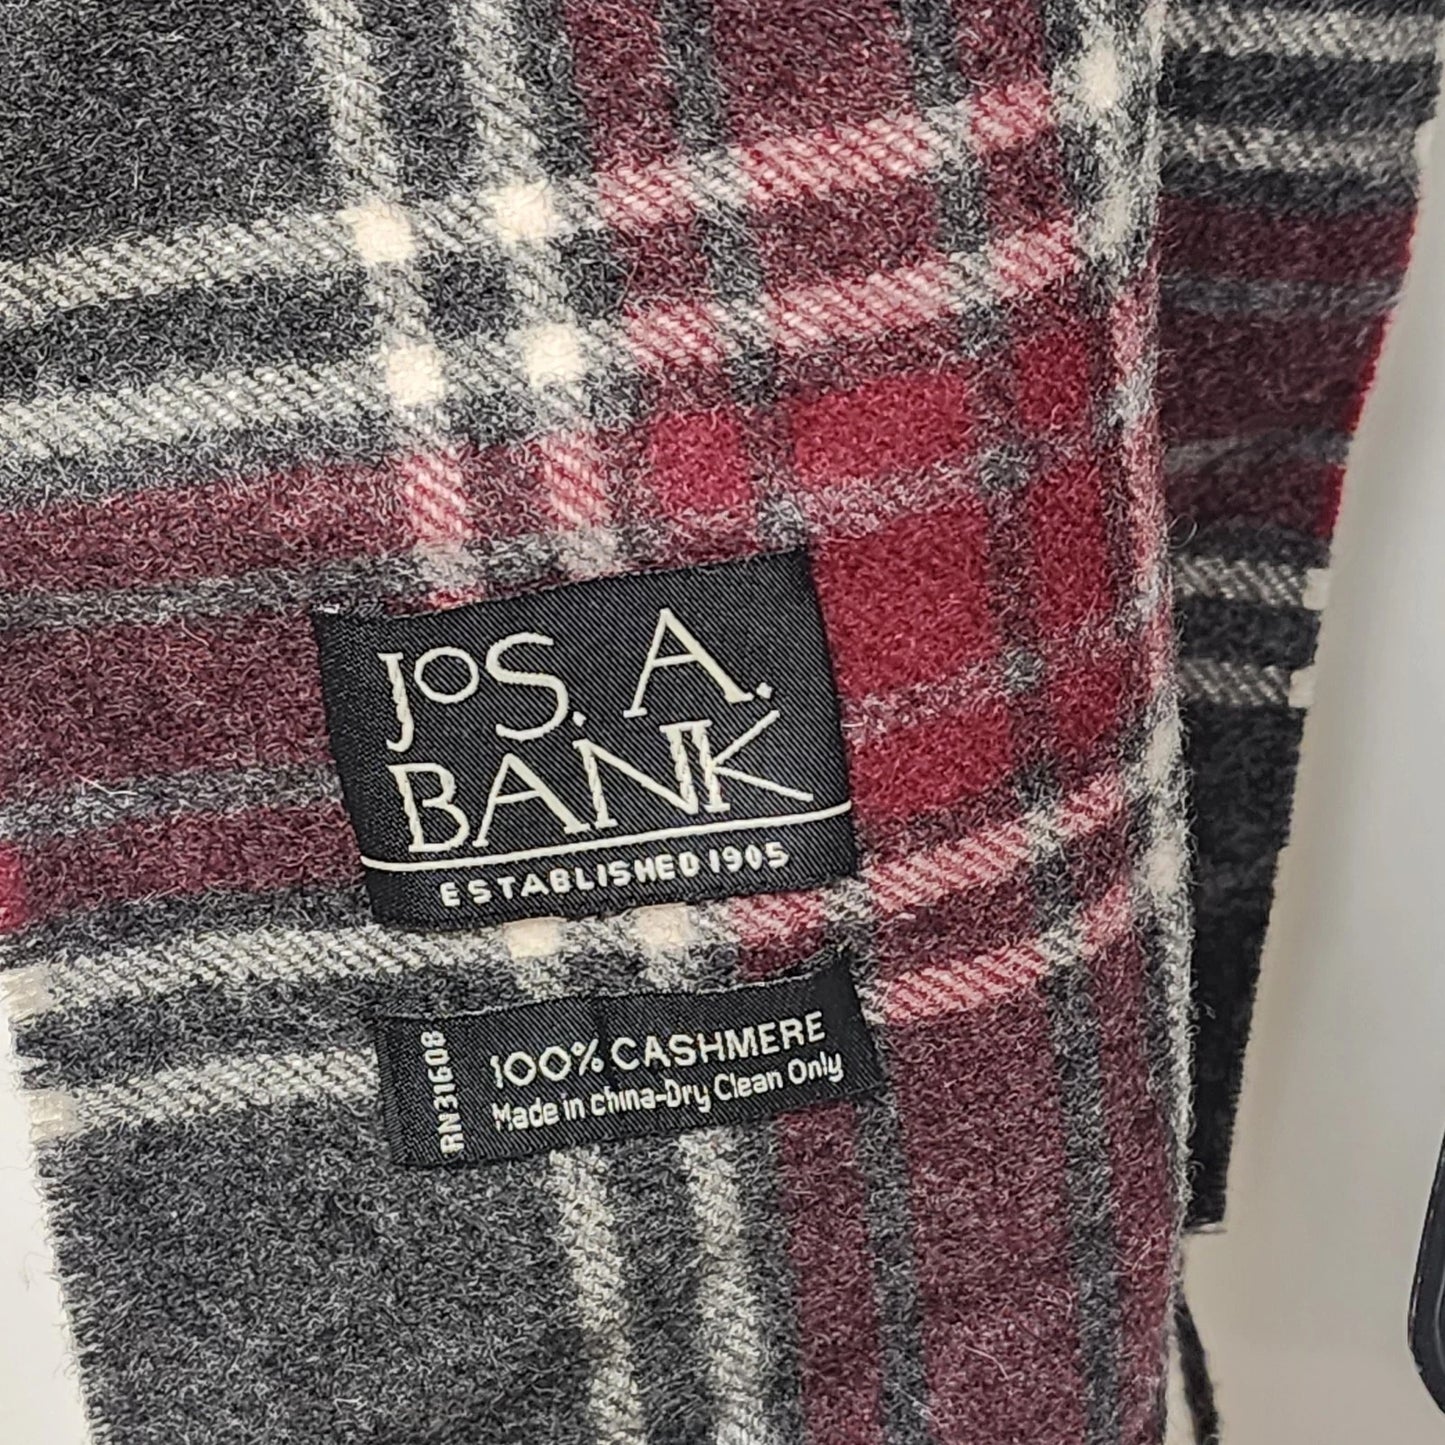 JOS. A.
BANK
ESTABLISHED 1905
RN31608
100% CASHMERE
Made in china-Dry Clean Only